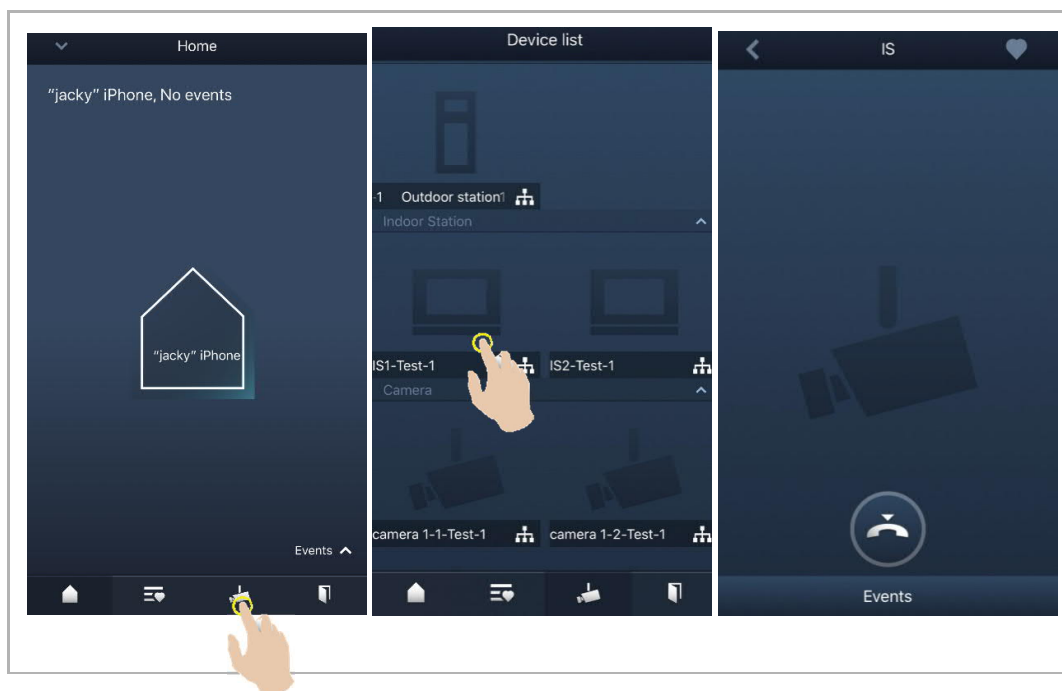 Home
"jacky" iPhone, No events
"jacky" iPhone
Events
Device list
-1 Outdoor station1
Indoor Station
IS1-Test-1
IS2-Test-1
Camera
camera 1-1-Test-1
camera 1-2-Test-1
IS
Events